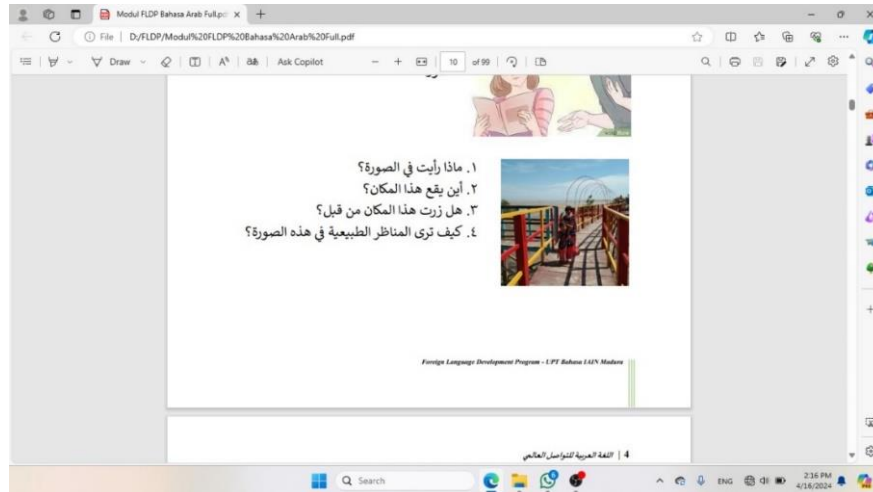 Modul FLDP Bahasa Arab Full.pd
File | D:/FLDP/Modul%20FLDP%20Bahasa%20Arab%20Full.pdf
Draw
Ask Copilot
10 of 99
١. ماذا رأيت في الصورة؟
٢. أين يقع هذا المكان؟
٣. هل زرت هذا المكان من قبل؟
٤. كيف ترى المناظر الطبيعية في هذه الصورة؟
Foreign Language Development Program - UPT Bahasa IAIN Madura
4 | اللغة العربية للتواصل العالمي
Search
ENG
2:16 PM
4/16/2024